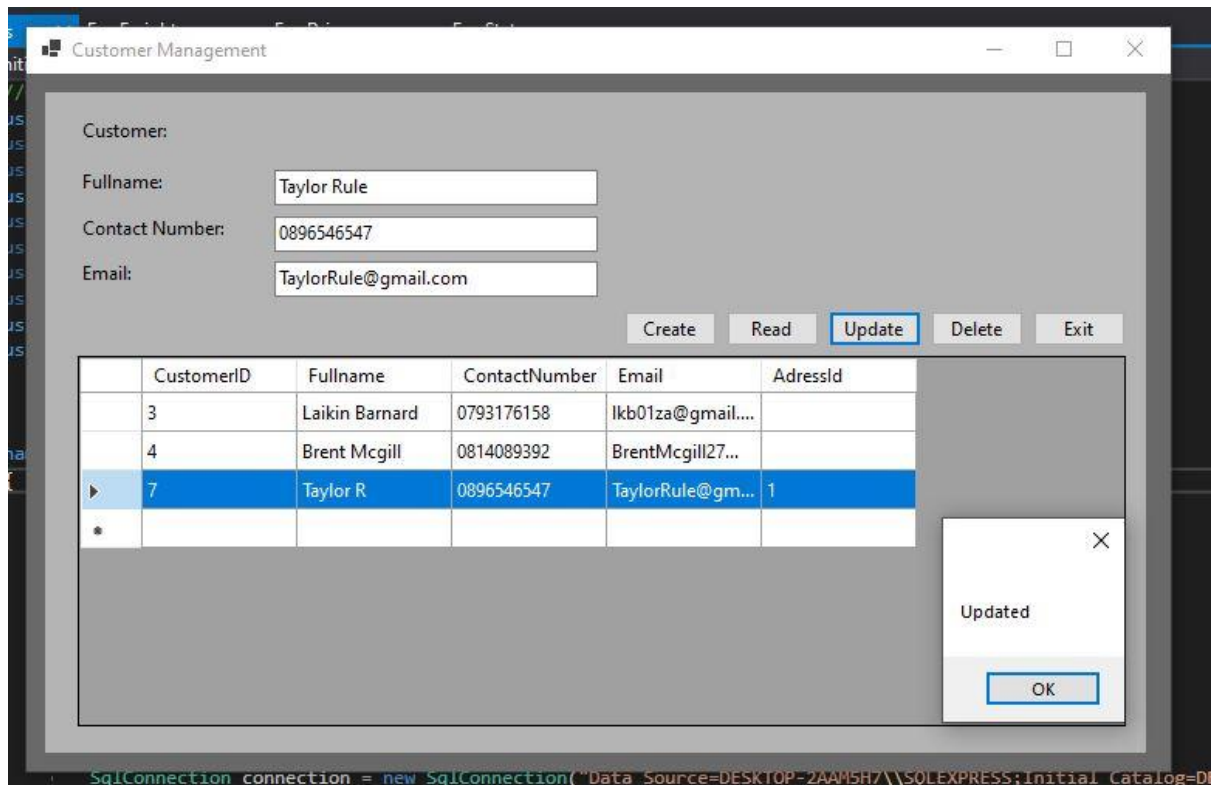 Customer Management
Customer:
Fullname: Taylor Rule
Contact Number: 0896546547
Email: TaylorRule@gmail.com
Create Read Update Delete Exit
CustomerID Fullname ContactNumber Email AdressId
3 Laikin Barnard 0793176158 lkb01za@gmail....
4 Brent Mcgill 0814089392 BrentMcgill27...
7 Taylor R 0896546547 TaylorRule@gm... 1
Updated
OK
SqlConnection connection = new SqlConnection("Data Source=DESKTOP-2AAM5H7\\SQLEXPRESS;Initial Catalog=